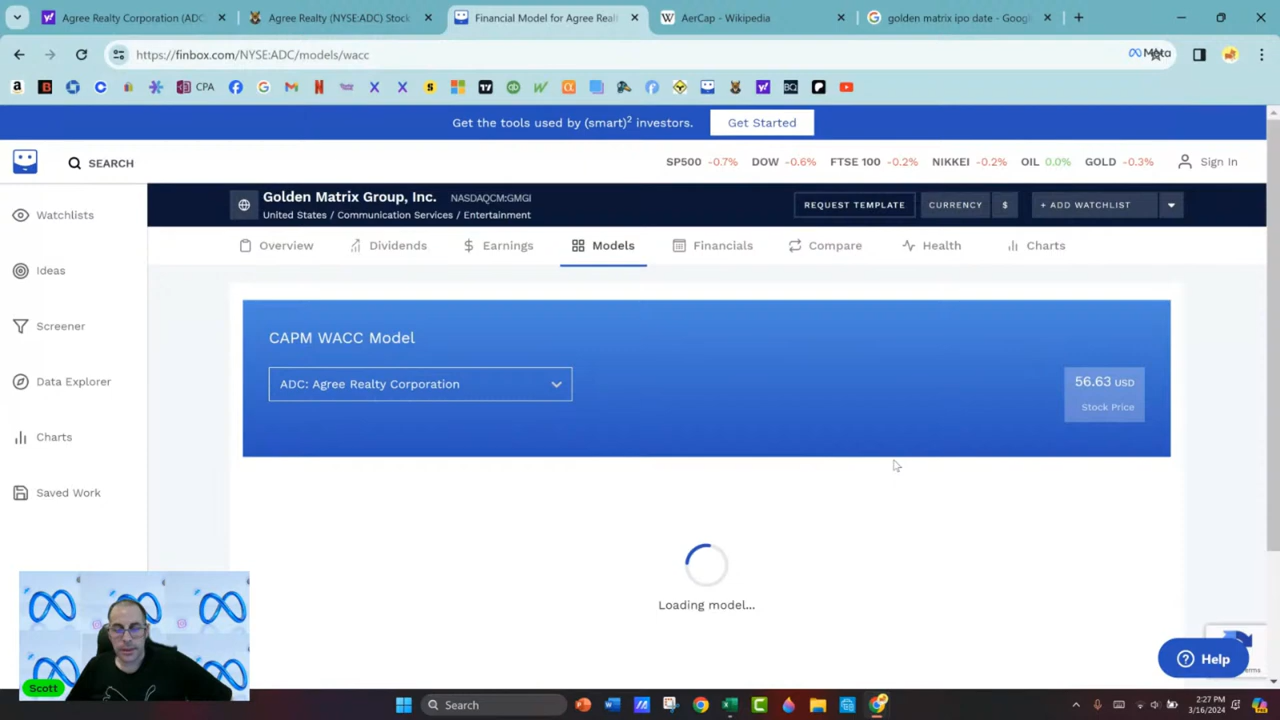 Agree Realty Corporation (ADC
Agree Realty (NYSE:ADC) Stock
Financial Model for Agree Real
AerCap - Wikipedia
golden matrix ipo date - Goog
https://finbox.com/NYSE:ADC/models/wacc
Meta
CPA
Get the tools used by (smart)² investors.
Get Started
SEARCH
SP500 -0.7% DOW -0.6% FTSE 100 -0.2% NIKKEI -0.2% OIL 0.0% GOLD -0.3%
Sign In
Golden Matrix Group, Inc. NASDAQCM:GMGI
United States / Communication Services / Entertainment
REQUEST TEMPLATE
CURRENCY $
+ ADD WATCHLIST
Watchlists
Ideas
Screener
Data Explorer
Charts
Saved Work
Overview
Dividends
$ Earnings
Models
Financials
Compare
Health
Charts
CAPM WACC Model
ADC: Agree Realty Corporation
56.63 USD
Stock Price
Loading model...
Help
Scott
Search
2:27 PM
3/16/2024